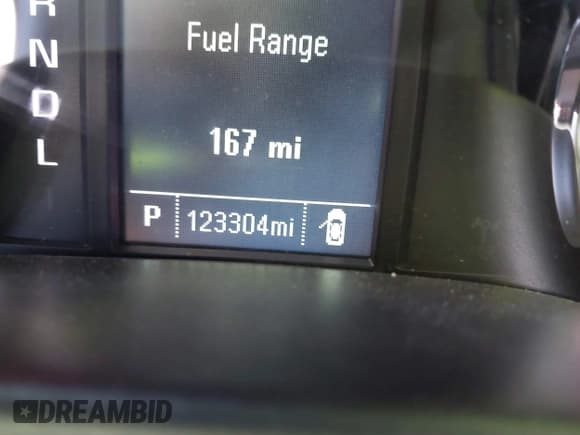 R
N
D
L
Fuel Range
167 mi
P 123304mi
DREAMBID